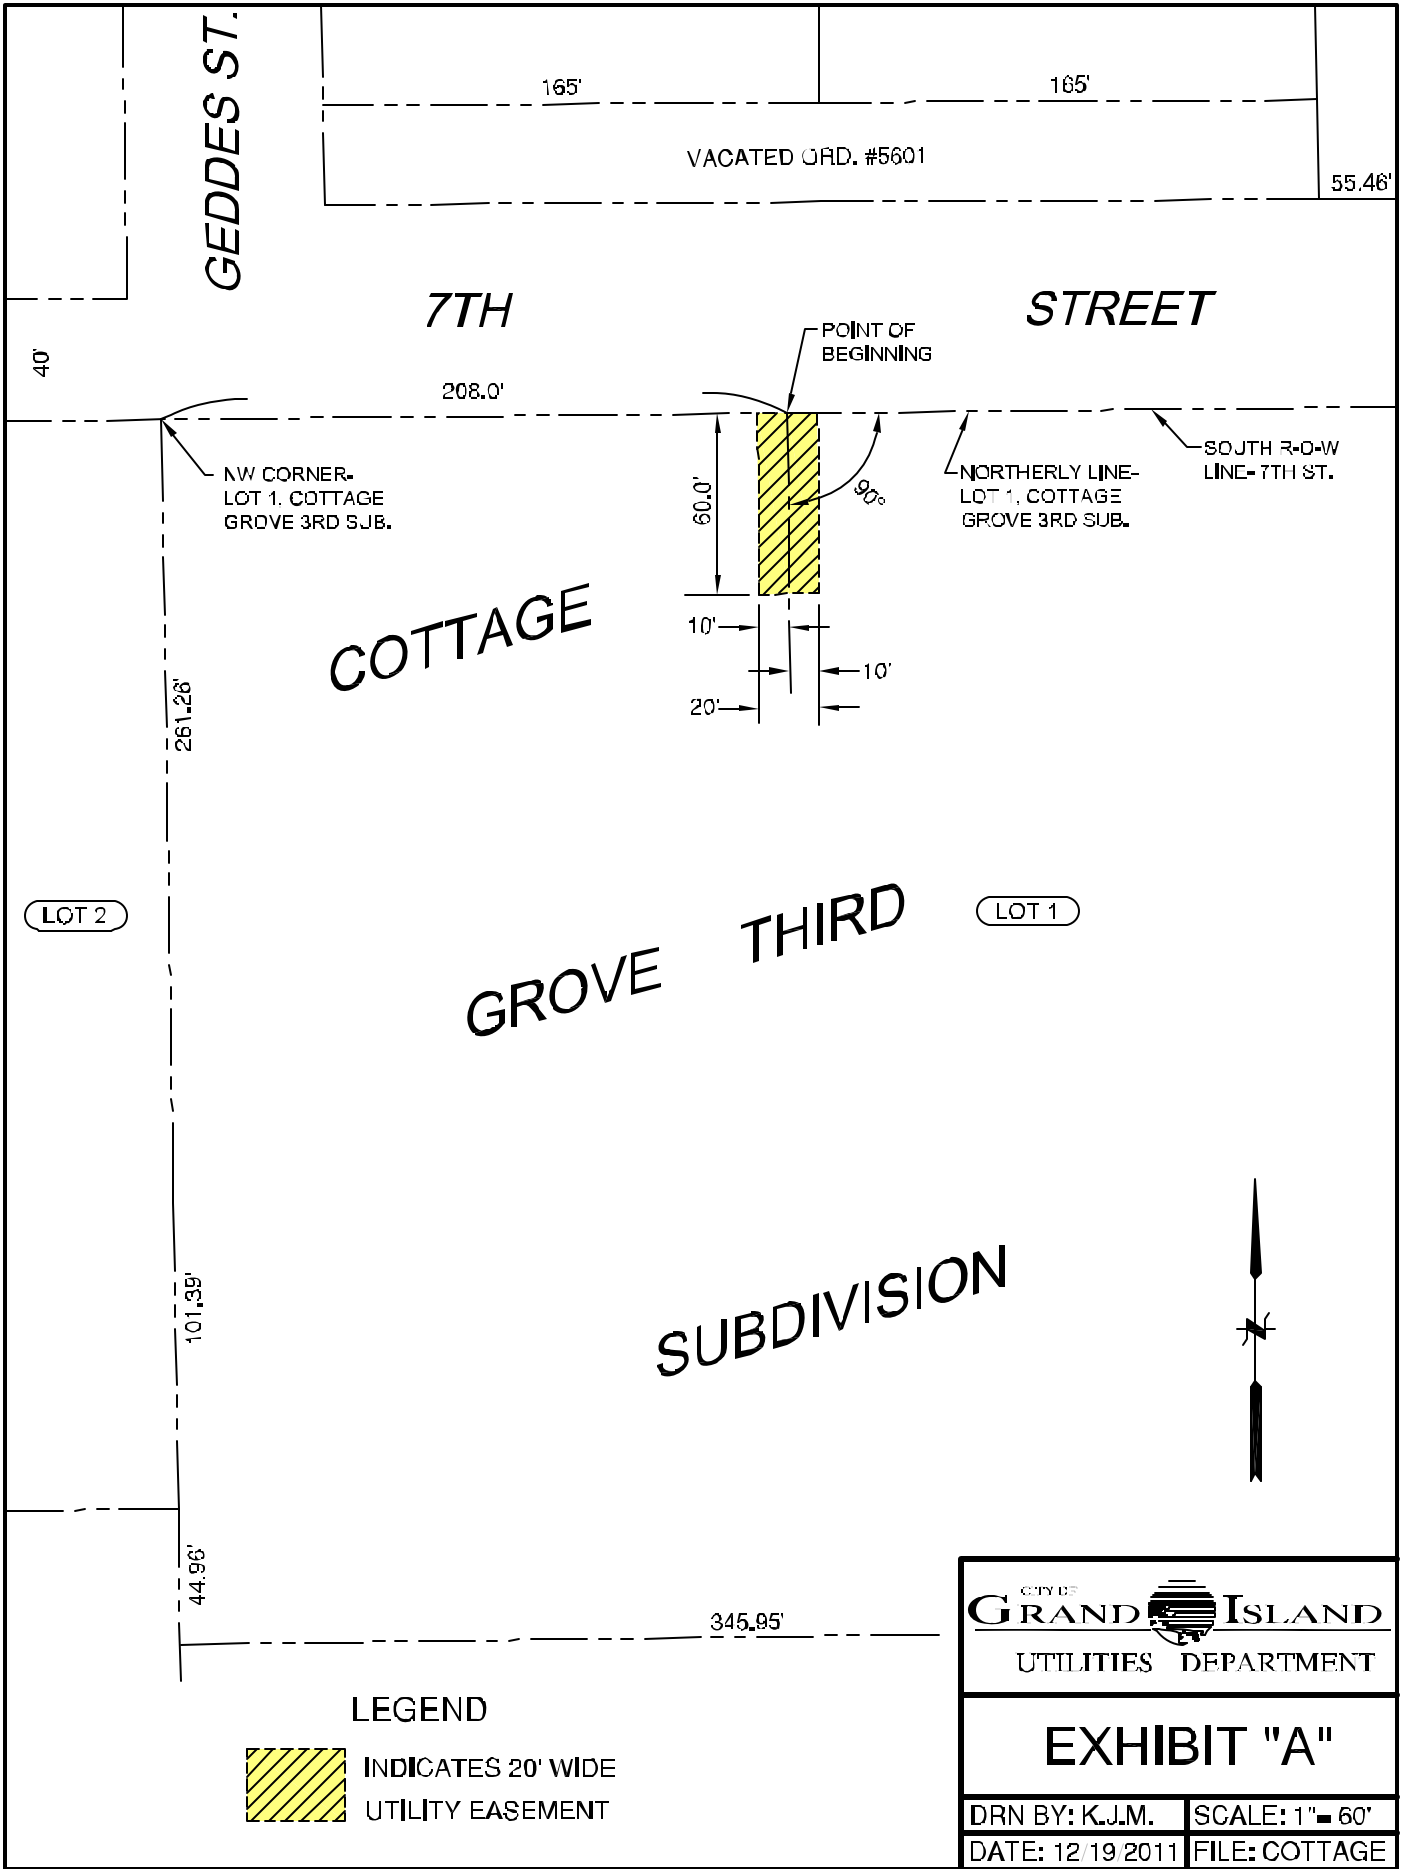 GEDDES ST.
165'
165'
VACATED ORD. #5601
55.46'
7TH STREET
40'
POINT OF
BEGINNING
208.0'
NW CORNER-
LOT 1, COTTAGE
GROVE 3RD SUB.
60.0'
90°
NORTHERLY LINE-
LOT 1, COTTAGE
GROVE 3RD SUB.
SOUTH R-O-W
LINE- 7TH ST.
COTTAGE
10'
10'
20'
261.26'
LOT 2
GROVE THIRD
LOT 1
SUBDIVISION
101.39'
N
44.96'
345.95'
LEGEND
INDICATES 20' WIDE
UTILITY EASEMENT
CITY OF
GRAND ISLAND
UTILITIES DEPARTMENT
EXHIBIT "A"
DRN BY: K.J.M.
SCALE: 1"= 60'
DATE: 12/19/2011
FILE: COTTAGE